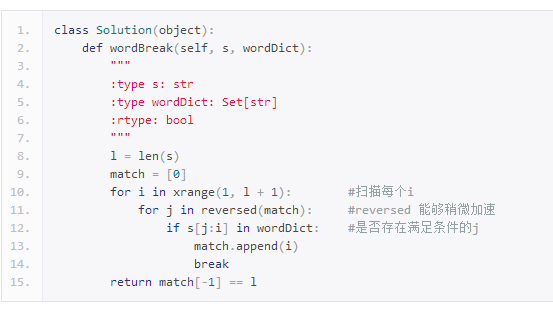 1. class Solution(object):
2.     def wordBreak(self, s, wordDict):
3.         """
4.         :type s: str
5.         :type wordDict: Set[str]
6.         :rtype: bool
7.         """
8.         l = len(s)
9.         match = [0]
10.         for i in xrange(1, l + 1):        #扫描每个i
11.             for j in reversed(match):     #reversed 能够稍微加速
12.                 if s[j:i] in wordDict:    #是否存在满足条件的j
13.                     match.append(i)
14.                     break
15.         return match[-1] == l